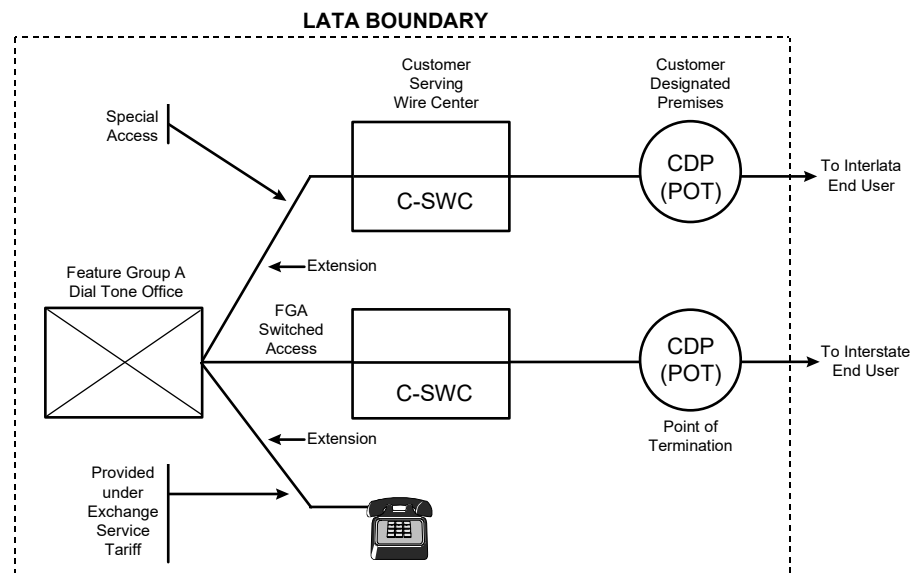 LATA BOUNDARY
Customer
Serving
Wire Center
Customer
Designated
Premises
Special
Access
C-SWC
CDP
(POT)
To Interlata
End User
Extension
Feature Group A
Dial Tone Office
FGA
Switched
Access
C-SWC
CDP
(POT)
To Interstate
End User
Extension
Point of
Termination
Provided
under
Exchange
Service
Tariff